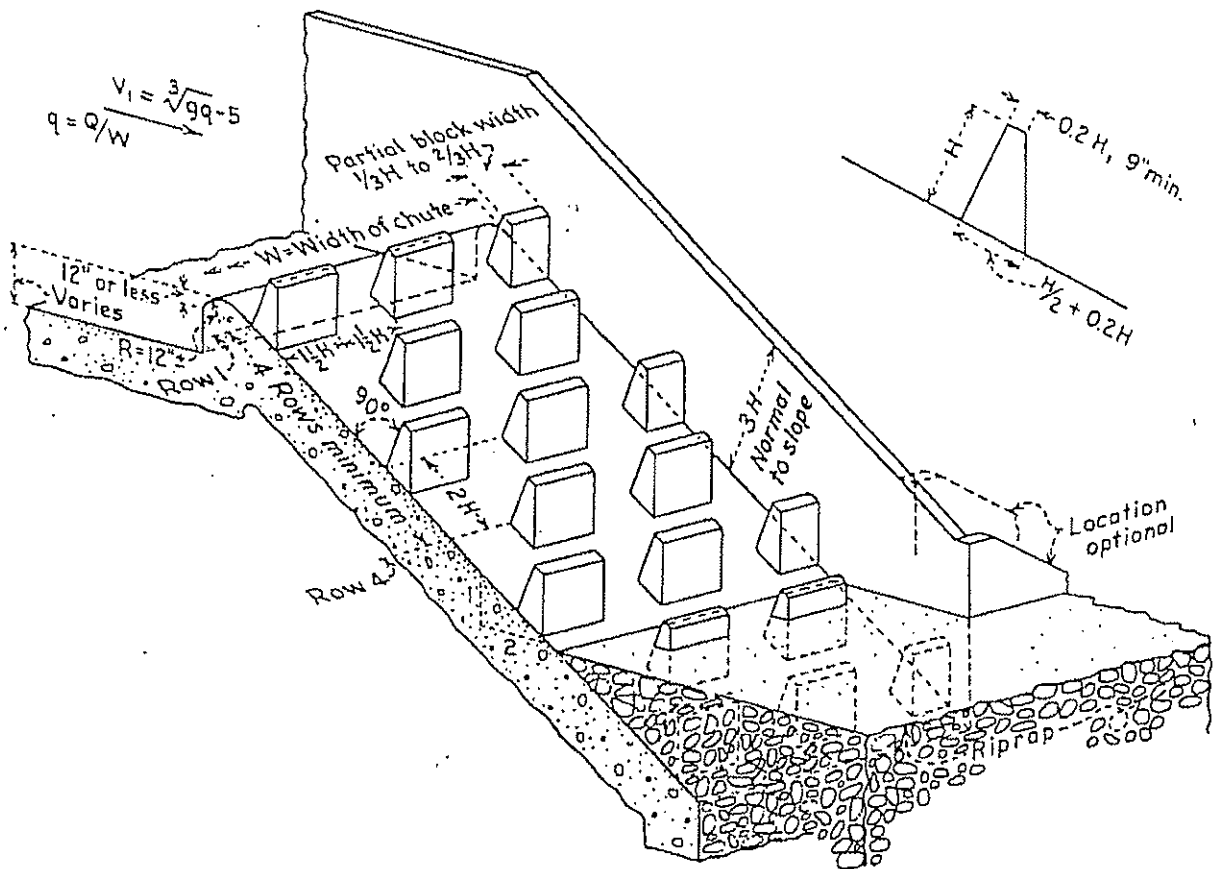 V₁ = ∛gq-5
q = Q/W
Partial block width
1/3H to 2/3H
W=Width of chute
12" or less
Varies
R=12"±
Row 1
1½H
1½H
90°
4 Rows minimum
2H
Row 4
1
2
3H
Normal
to slope
Location
optional
Riprap
H
0.2H, 9"min.
H/2 + 0.2H